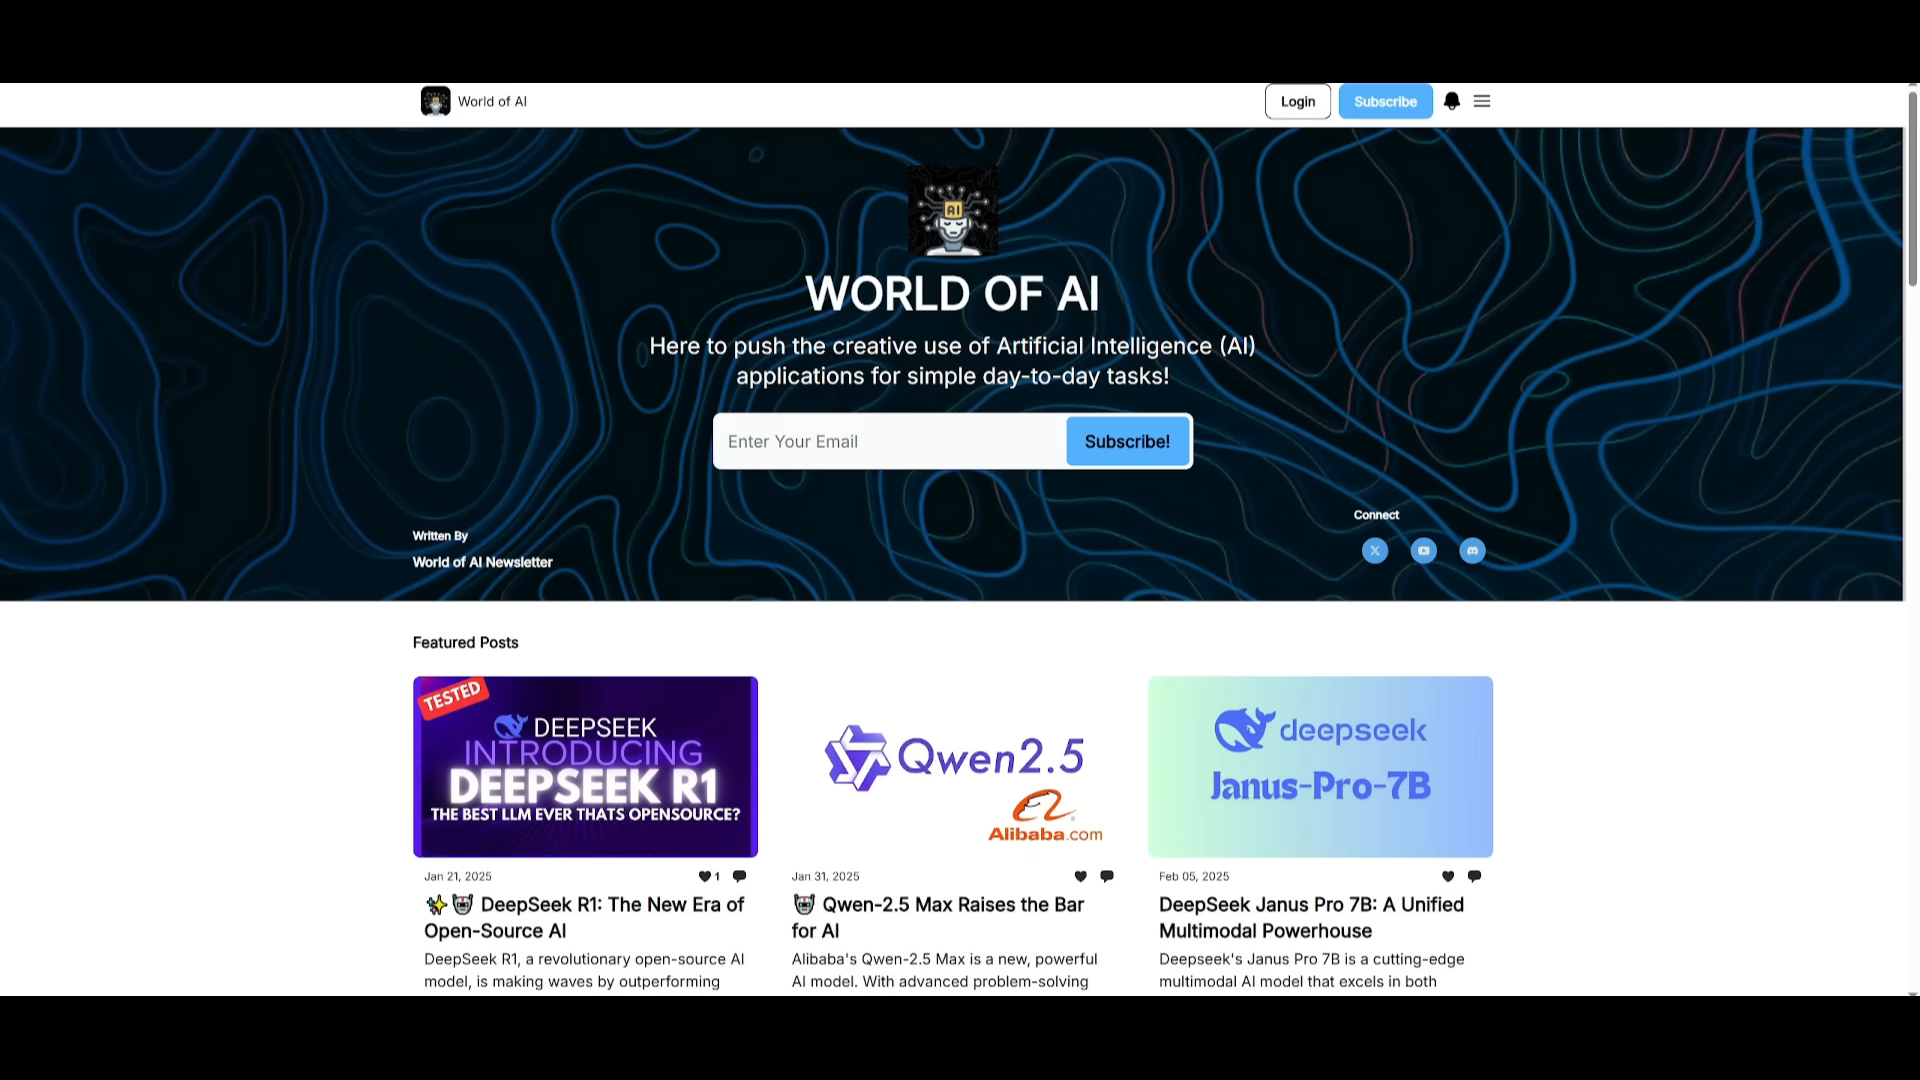 World of AI
Login
Subscribe
AI
WORLD OF AI
Here to push the creative use of Artificial Intelligence (AI)
applications for simple day-to-day tasks!
Enter Your Email
Subscribe!
Written By
World of AI Newsletter
Connect
Featured Posts
TESTED
DEEPSEEK
INTRODUCING
DEEPSEEK R1
THE BEST LLM EVER THATS OPENSOURCE?
Jan 21, 2025
1
DeepSeek R1: The New Era of
Open-Source AI
DeepSeek R1, a revolutionary open-source AI
model, is making waves by outperforming
Qwen2.5
Alibaba.com
Jan 31, 2025
Qwen-2.5 Max Raises the Bar
for AI
Alibaba's Qwen-2.5 Max is a new, powerful
AI model. With advanced problem-solving
deepseek
Janus-Pro-7B
Feb 05, 2025
DeepSeek Janus Pro 7B: A Unified
Multimodal Powerhouse
Deepseek's Janus Pro 7B is a cutting-edge
multimodal AI model that excels in both